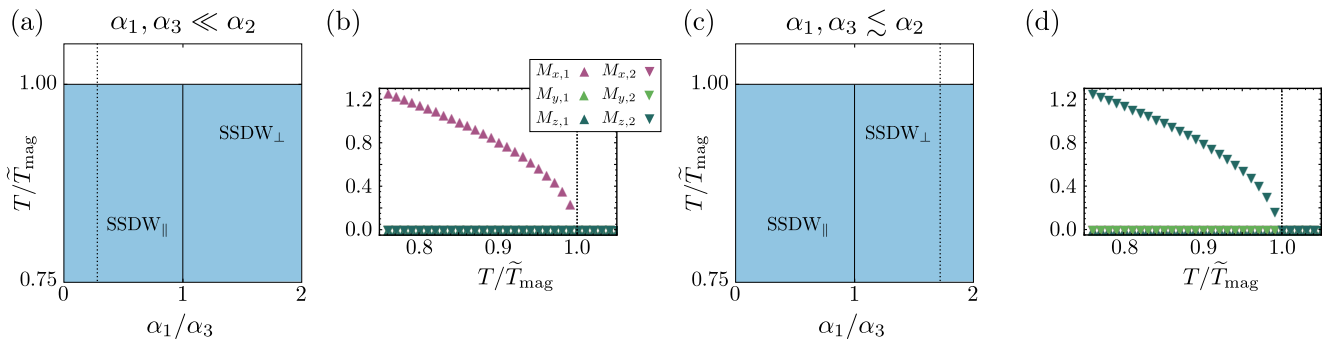 (a) α₁, α₃ ≪ α₂
T/T̃mag
1.00
0.75
SSDW⊥
SSDW∥
0 1 2
α₁/α₃
(b)
1.2
0.8
0.4
0.0
0.8 0.9 1.0
T/T̃mag
Mx,1 Mx,2
My,1 My,2
Mz,1 Mz,2
(c) α₁, α₃ ≲ α₂
T/T̃mag
1.00
0.75
SSDW⊥
SSDW∥
0 1 2
α₁/α₃
(d)
1.2
0.8
0.4
0.0
0.8 0.9 1.0
T/T̃mag